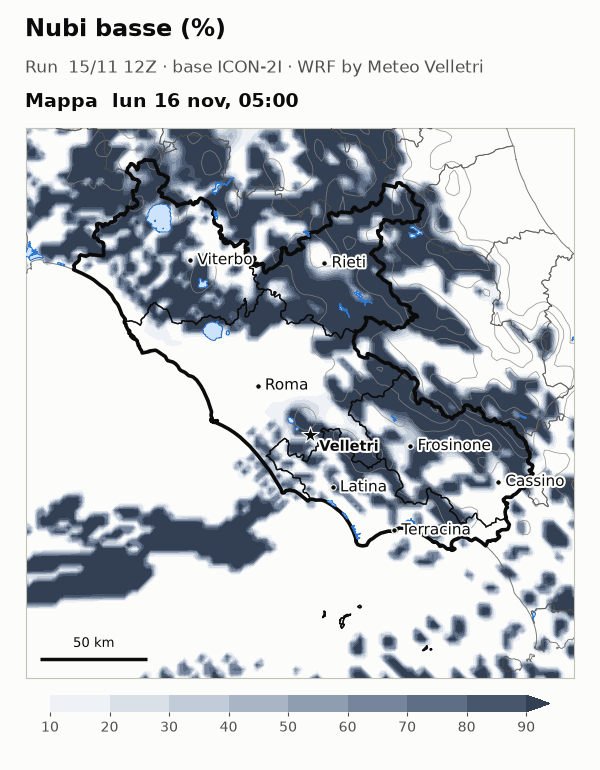 Nubi basse (%)
Run  15/11 12Z · base ICON-2I · WRF by Meteo Velletri
Mappa  lun 16 nov, 05:00
Viterbo
Rieti
Roma
Velletri
Frosinone
Latina
Cassino
Terracina
50 km
10 20 30 40 50 60 70 80 90